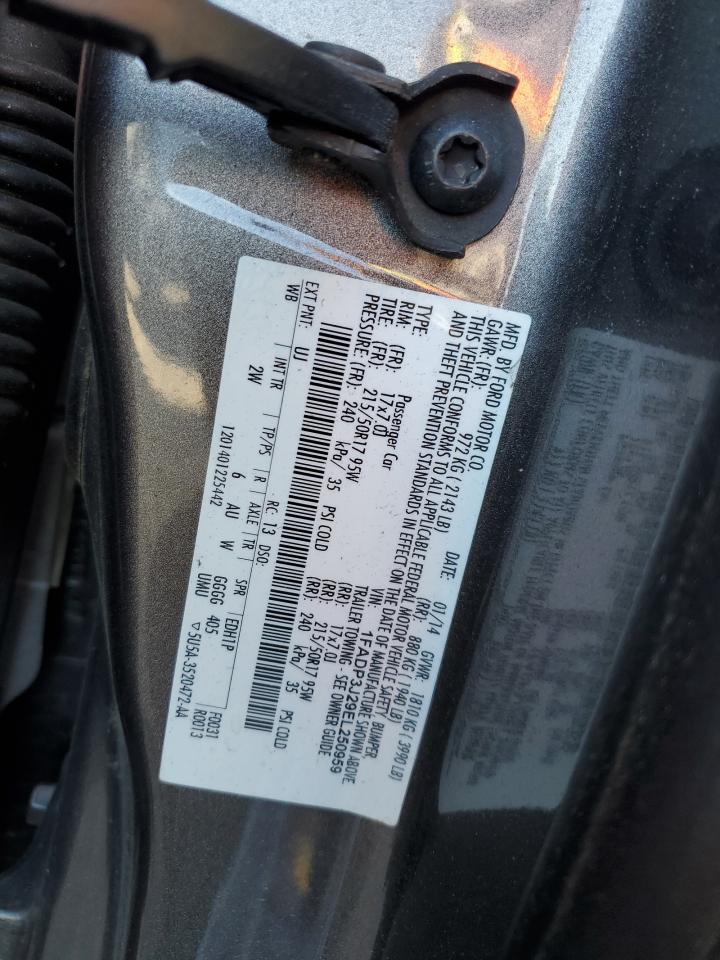 MFD. BY FORD MOTOR CO.
DATE: 01/14 GVWR: 1810 KG ( 3990 LB)
GAWR: (FR): 972 KG ( 2143 LB) (RR): 880 KG ( 1940 LB)
THIS VEHICLE CONFORMS TO ALL APPLICABLE FEDERAL MOTOR VEHICLE SAFETY / BUMPER
AND THEFT PREVENTION STANDARDS IN EFFECT ON THE DATE OF MANUFACTURE SHOWN ABOVE
VIN: 1FADP3J29EL250959
TYPE: Passenger Car TRAILER TOWING - SEE OWNER GUIDE
RIM: (FR): 17x7.0J (RR): 17x7.0J
TIRE: (FR): 215/50R17 95W (RR): 215/50R17 95W
PRESSURE: (FR): 240 kPa/ 35 PSI COLD (RR): 240 kPa/ 35 PSI COLD
EXT PNT: UJ RC: 13 DSO: F0031
WB INT TR TP/PS R AXLE TR SPR EDH1P R0013
2W 6 AU W GGGG 4D5
UMU
1201401225442 ▽ 5U5A-3520472-AA